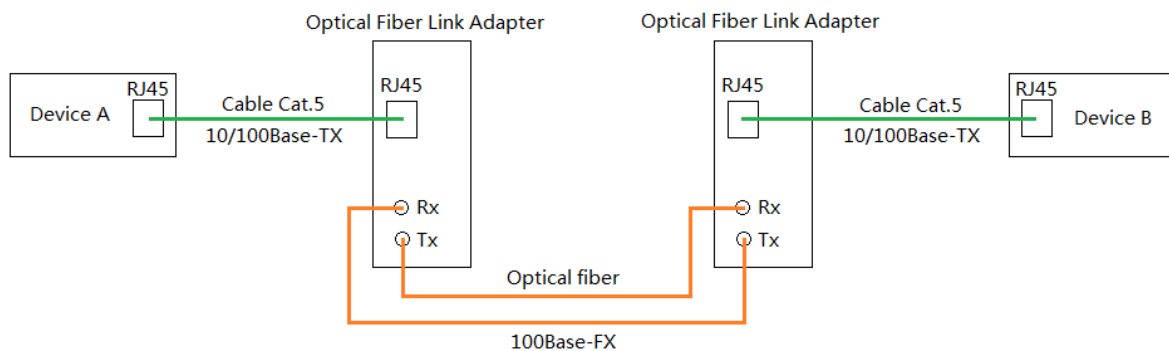 Optical Fiber Link Adapter
Optical Fiber Link Adapter
Device A
RJ45
Cable Cat.5
10/100Base-TX
RJ45
RJ45
Cable Cat.5
10/100Base-TX
RJ45
Device B
Rx
Tx
Rx
Tx
Optical fiber
100Base-FX